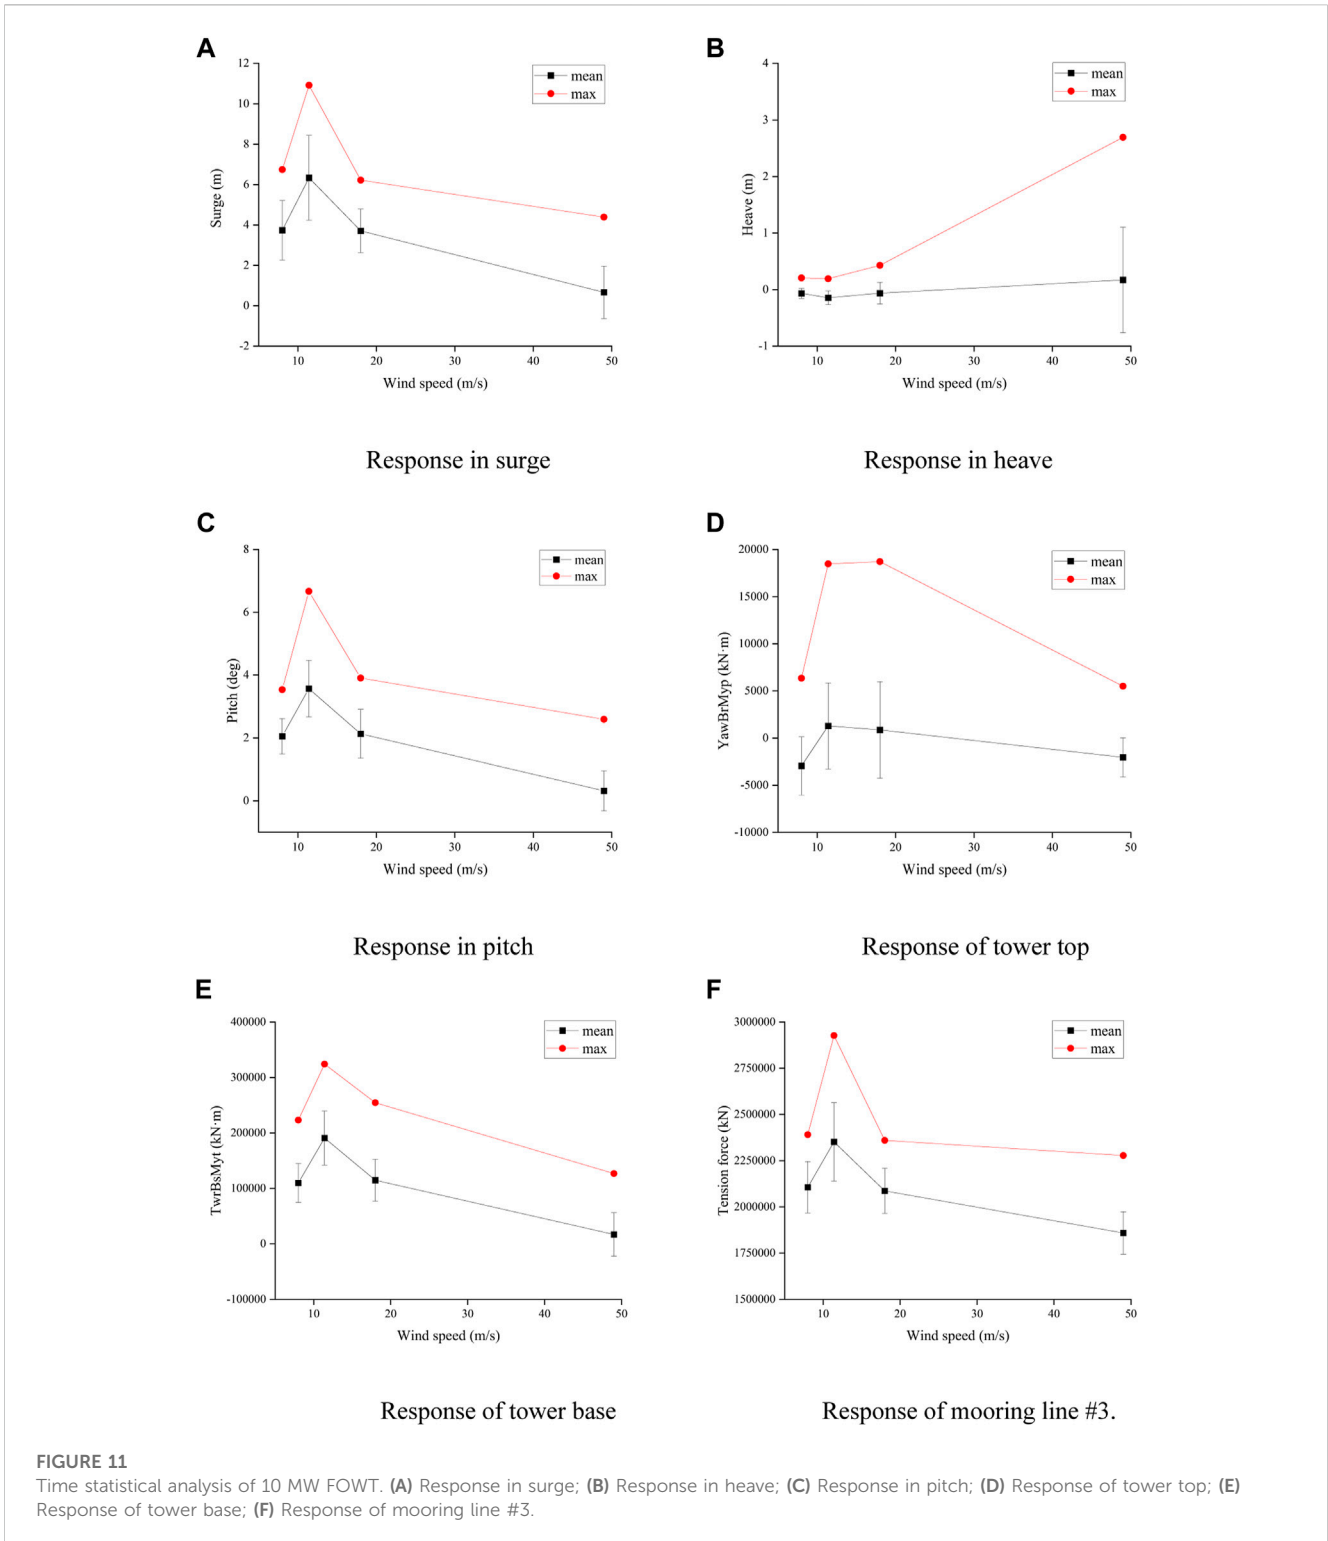 A
12
10
8
6
4
2
0
-2
Surge (m)
mean
max
10 20 30 40 50
Wind speed (m/s)
Response in surge
B
4
3
2
1
0
-1
Heave (m)
mean
max
10 20 30 40 50
Wind speed (m/s)
Response in heave
C
8
6
4
2
0
Pitch (deg)
mean
max
10 20 30 40 50
Wind speed (m/s)
Response in pitch
D
20000
15000
10000
5000
0
-5000
-10000
YawBrMyp (kN·m)
mean
max
10 20 30 40 50
Wind speed (m/s)
Response of tower top
E
400000
300000
200000
100000
0
-100000
TwrBsMyt (kN·m)
mean
max
10 20 30 40 50
Wind speed (m/s)
Response of tower base
F
3000000
2750000
2500000
2250000
2000000
1750000
1500000
Tension force (kN)
mean
max
10 20 30 40 50
Wind speed (m/s)
Response of mooring line #3.
FIGURE 11
Time statistical analysis of 10 MW FOWT. (A) Response in surge; (B) Response in heave; (C) Response in pitch; (D) Response of tower top; (E)
Response of tower base; (F) Response of mooring line #3.